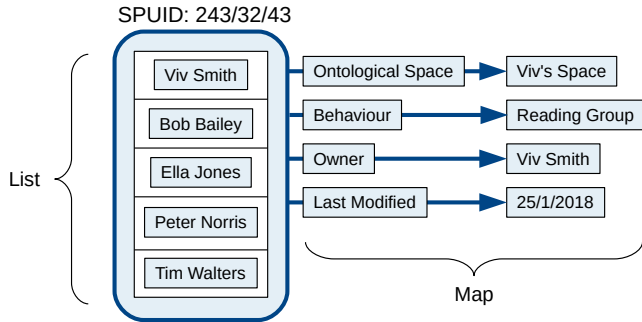 SPUID: 243/32/43
Viv Smith
Ontological Space
Viv's Space
Bob Bailey
Behaviour
Reading Group
Ella Jones
Owner
Viv Smith
List
Peter Norris
Last Modified
25/1/2018
Tim Walters
Map